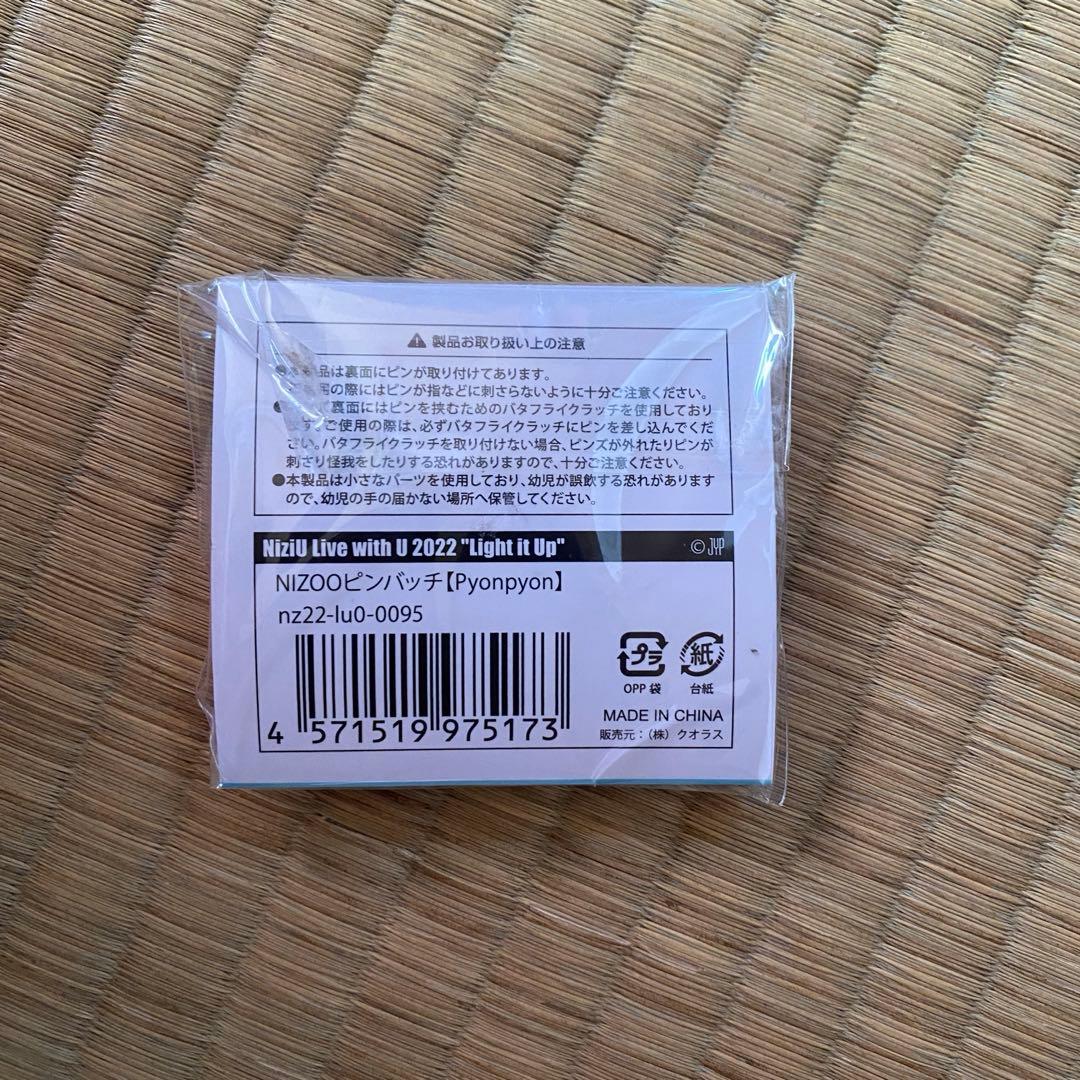 製品お取り扱い上の注意
●本製品は裏面にピンが取り付けてあります。
の際にはピンが指などに刺さらないように十分ご注意ください。
裏面にはピンを挟むためのバタフライクラッチを使用しており
ます。ご使用の際は、必ずバタフライクラッチにピンを差し込んでくだ
さい。バタフライクラッチを取り付けない場合、ピンズが外れたりピンが
刺さり怪我をしたりする恐れがありますので、十分ご注意ください。
●本製品は小さなパーツを使用しており、幼児が誤飲する恐れがあります
ので、幼児の手の届かない場所へ保管してください。
NiziU Live with U 2022 "Light it Up" © JYP
NIZOOピンバッチ【Pyonpyon】
nz22-lu0-0095
4 571519 975173
プラ 紙
OPP 袋 台紙
MADE IN CHINA
販売元：（株）クオラス